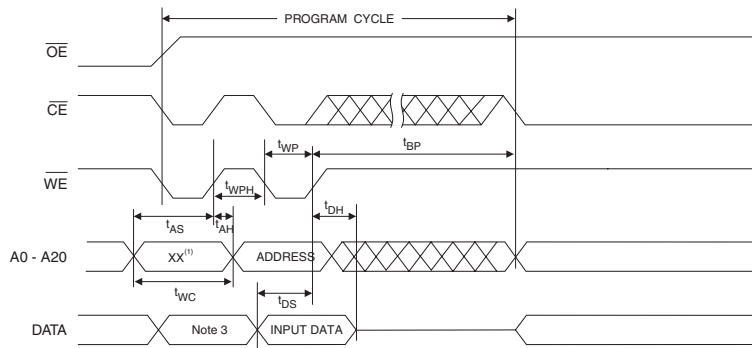 PROGRAM CYCLE
OE
CE
tWP
tBP
WE
tWPH
tDH
tAS
tAH
A0 - A20
XX(1)
ADDRESS
tWC
tDS
DATA
Note 3
INPUT DATA